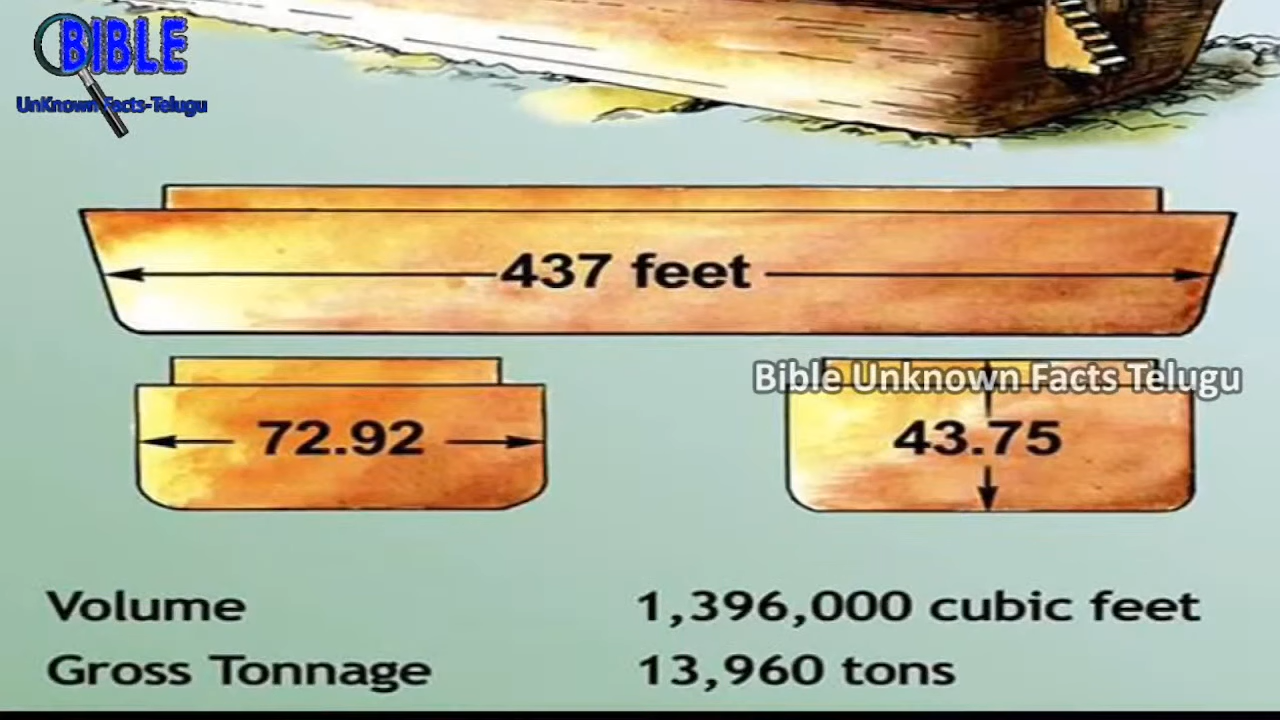 BIBLE
UnKnown Facts-Telugu
437 feet
Bible Unknown Facts Telugu
72.92
43.75
Volume 1,396,000 cubic feet
Gross Tonnage 13,960 tons